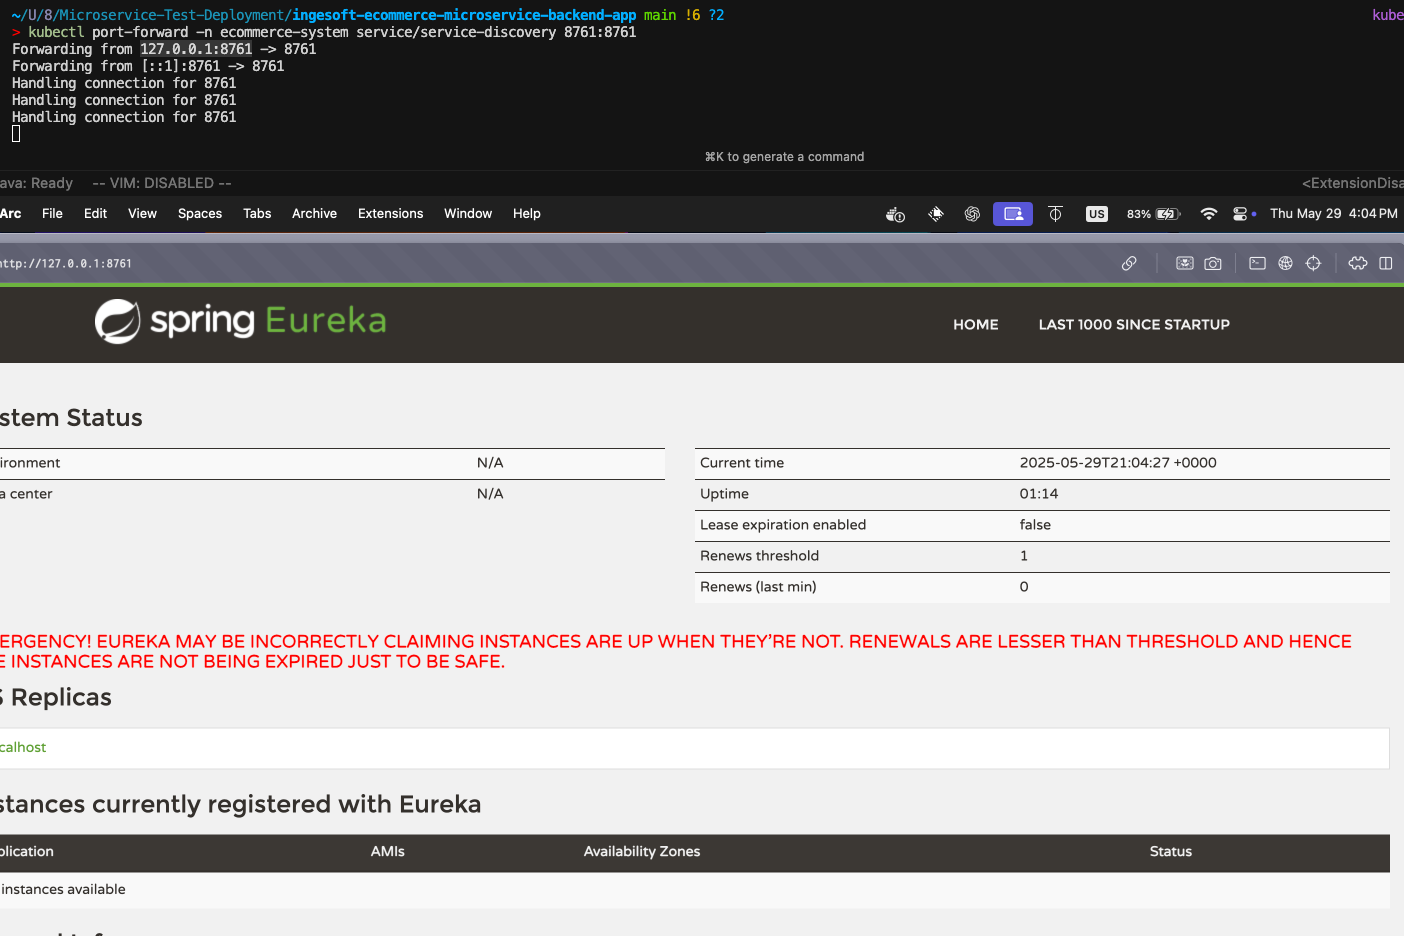 ~/U/8/Microservice-Test-Deployment/ingesoft-ecommerce-microservice-backend-app main !6 ?2
kube
> kubectl port-forward -n ecommerce-system service/service-discovery 8761:8761
Forwarding from 127.0.0.1:8761 -> 8761
Forwarding from [::1]:8761 -> 8761
Handling connection for 8761
Handling connection for 8761
Handling connection for 8761
⌘K to generate a command
ava: Ready -- VIM: DISABLED --
<ExtensionDisa
Arc File Edit View Spaces Tabs Archive Extensions Window Help
US 83% Thu May 29 4:04 PM
http://127.0.0.1:8761
spring Eureka
HOME LAST 1000 SINCE STARTUP
stem Status
ironment N/A
a center N/A
Current time 2025-05-29T21:04:27 +0000
Uptime 01:14
Lease expiration enabled false
Renews threshold 1
Renews (last min) 0
ERGENCY! EUREKA MAY BE INCORRECTLY CLAIMING INSTANCES ARE UP WHEN THEY'RE NOT. RENEWALS ARE LESSER THAN THRESHOLD AND HENCE
E INSTANCES ARE NOT BEING EXPIRED JUST TO BE SAFE.
S Replicas
calhost
stances currently registered with Eureka
plication AMIs Availability Zones Status
instances available